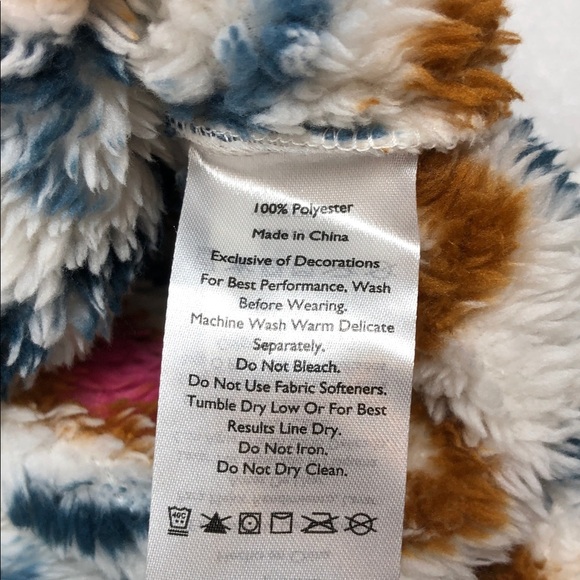 100% Polyester
Made in China
Exclusive of Decorations
For Best Performance, Wash
Before Wearing.
Machine Wash Warm Delicate
Separately.
Do Not Bleach.
Do Not Use Fabric Softeners.
Tumble Dry Low Or For Best
Results Line Dry.
Do Not Iron.
Do Not Dry Clean.
40C